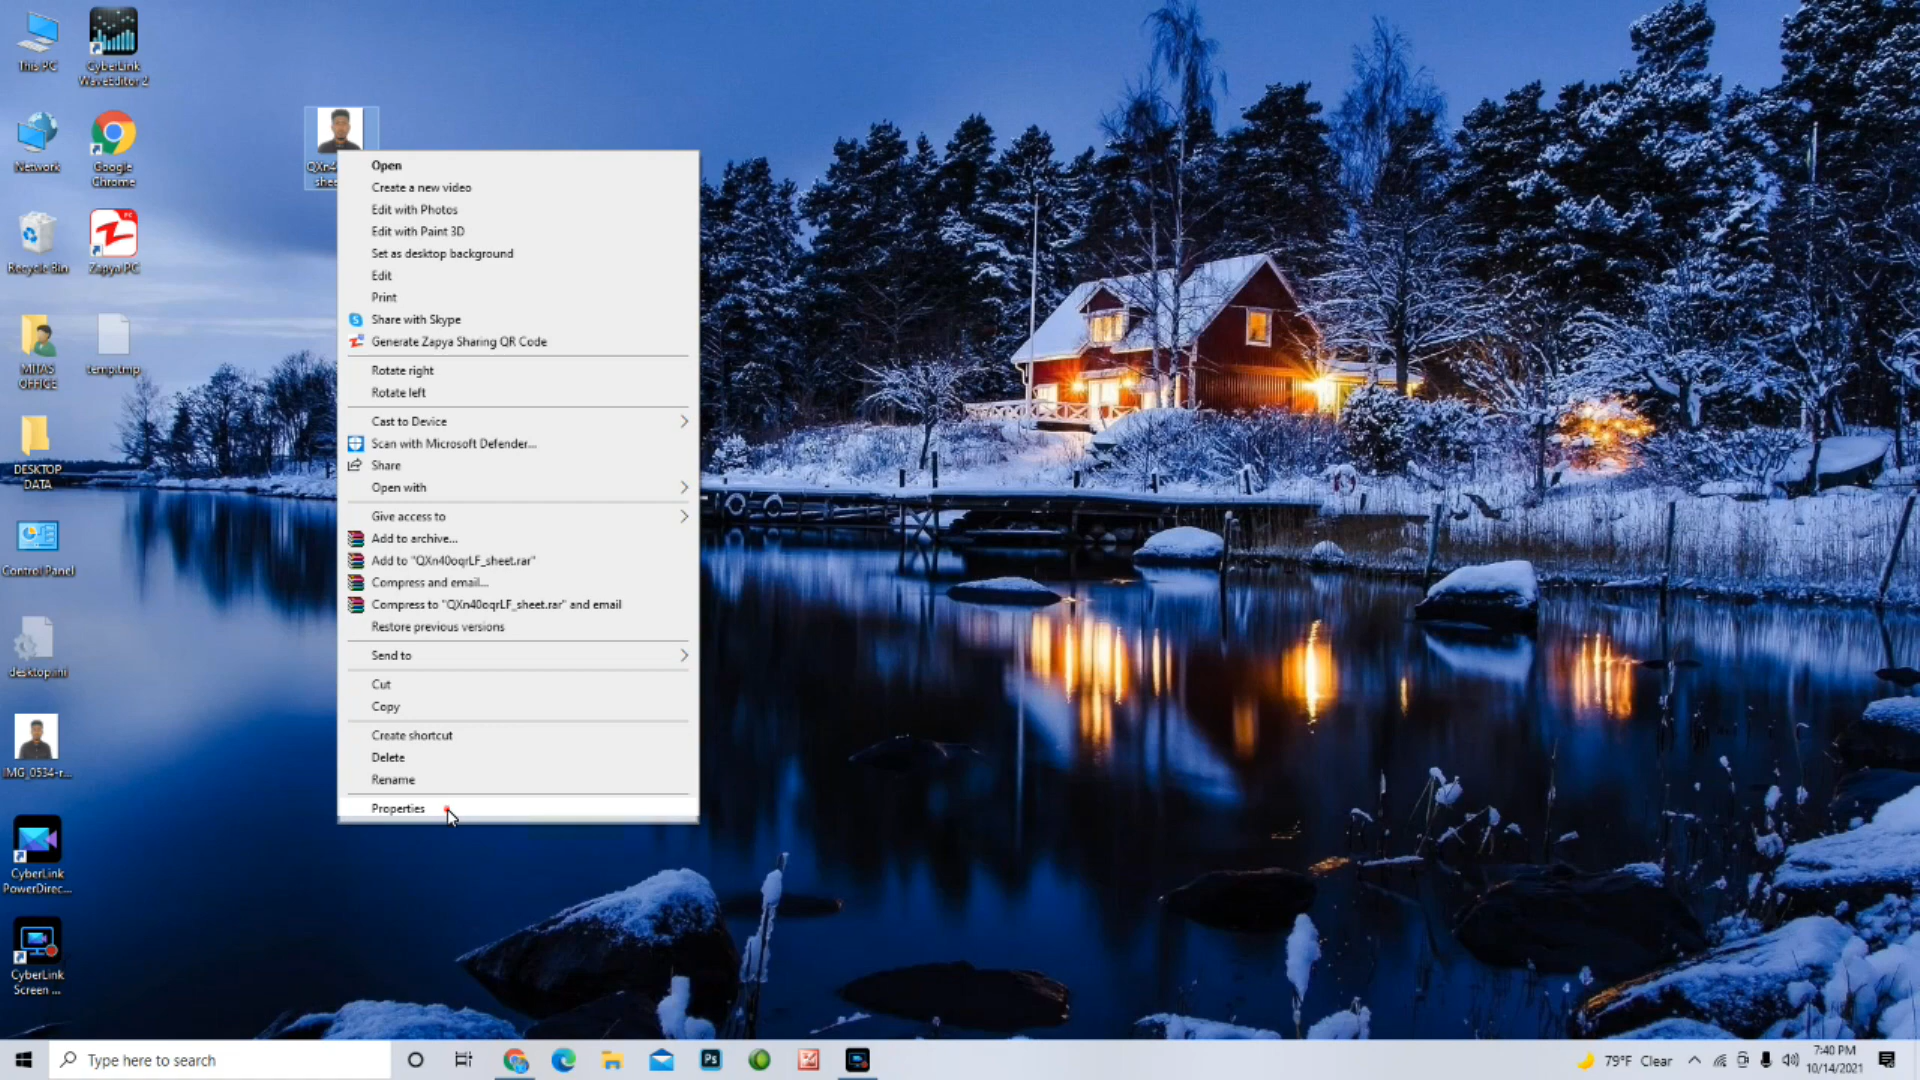 This PC
CyberLink
WaveEditor 2
Network
Google
Chrome
Recycle Bin
Zapya PC
MITAS
OFFICE
temp.tmp
DESKTOP
DATA
Control Panel
desktop.ini
IMG_0534-r...
CyberLink
PowerDirec...
CyberLink
Screen ...
Open
Create a new video
Edit with Photos
Edit with Paint 3D
Set as desktop background
Edit
Print
Share with Skype
Generate Zapya Sharing QR Code
Rotate right
Rotate left
Cast to Device
Scan with Microsoft Defender...
Share
Open with
Give access to
Add to archive...
Add to "QXn40oqrLF_sheet.rar"
Compress and email...
Compress to "QXn40oqrLF_sheet.rar" and email
Restore previous versions
Send to
Cut
Copy
Create shortcut
Delete
Rename
Properties
Type here to search
Ps
79°F Clear
7:40 PM
10/14/2021